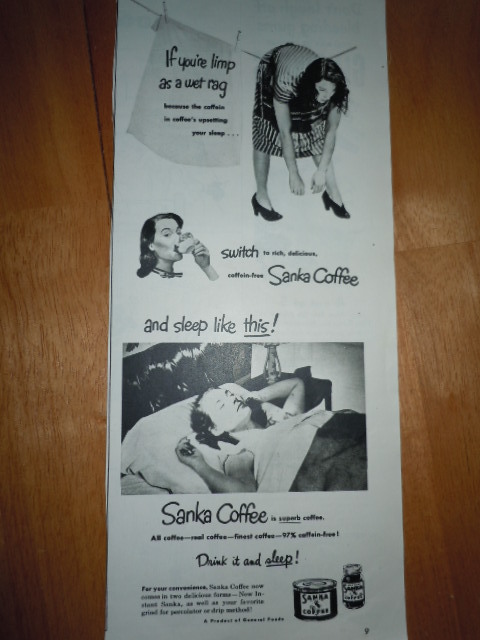 If you're limp
as a wet rag
because the caffein
in coffee's upsetting
your sleep . . .
switch to rich, delicious,
caffein-free Sanka Coffee
and sleep like this!
Sanka Coffee is superb coffee.
All coffee—real coffee—finest coffee—97% caffein-free!
Drink it and sleep!
For your convenience, Sanka Coffee now
comes in two delicious forms—New In-
stant Sanka, as well as your favorite
grind for percolator or drip method!
A Product of General Foods
SANKA
COFFEE
SANKA
COFFEE
9